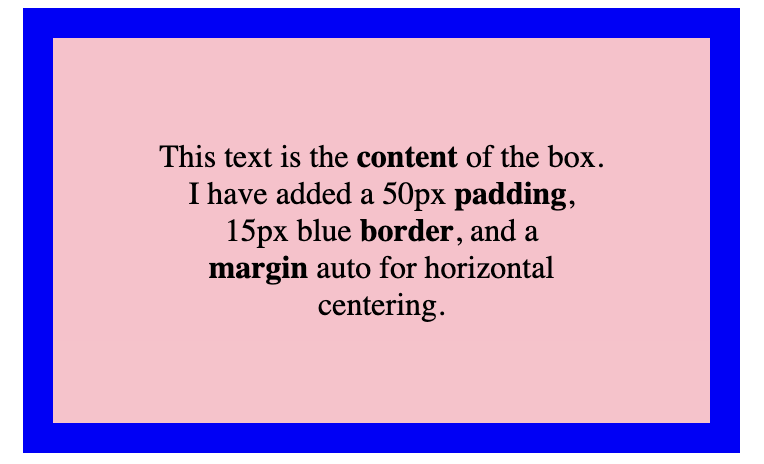 This text is the content of the box.
I have added a 50px padding,
15px blue border, and a
margin auto for horizontal
centering.